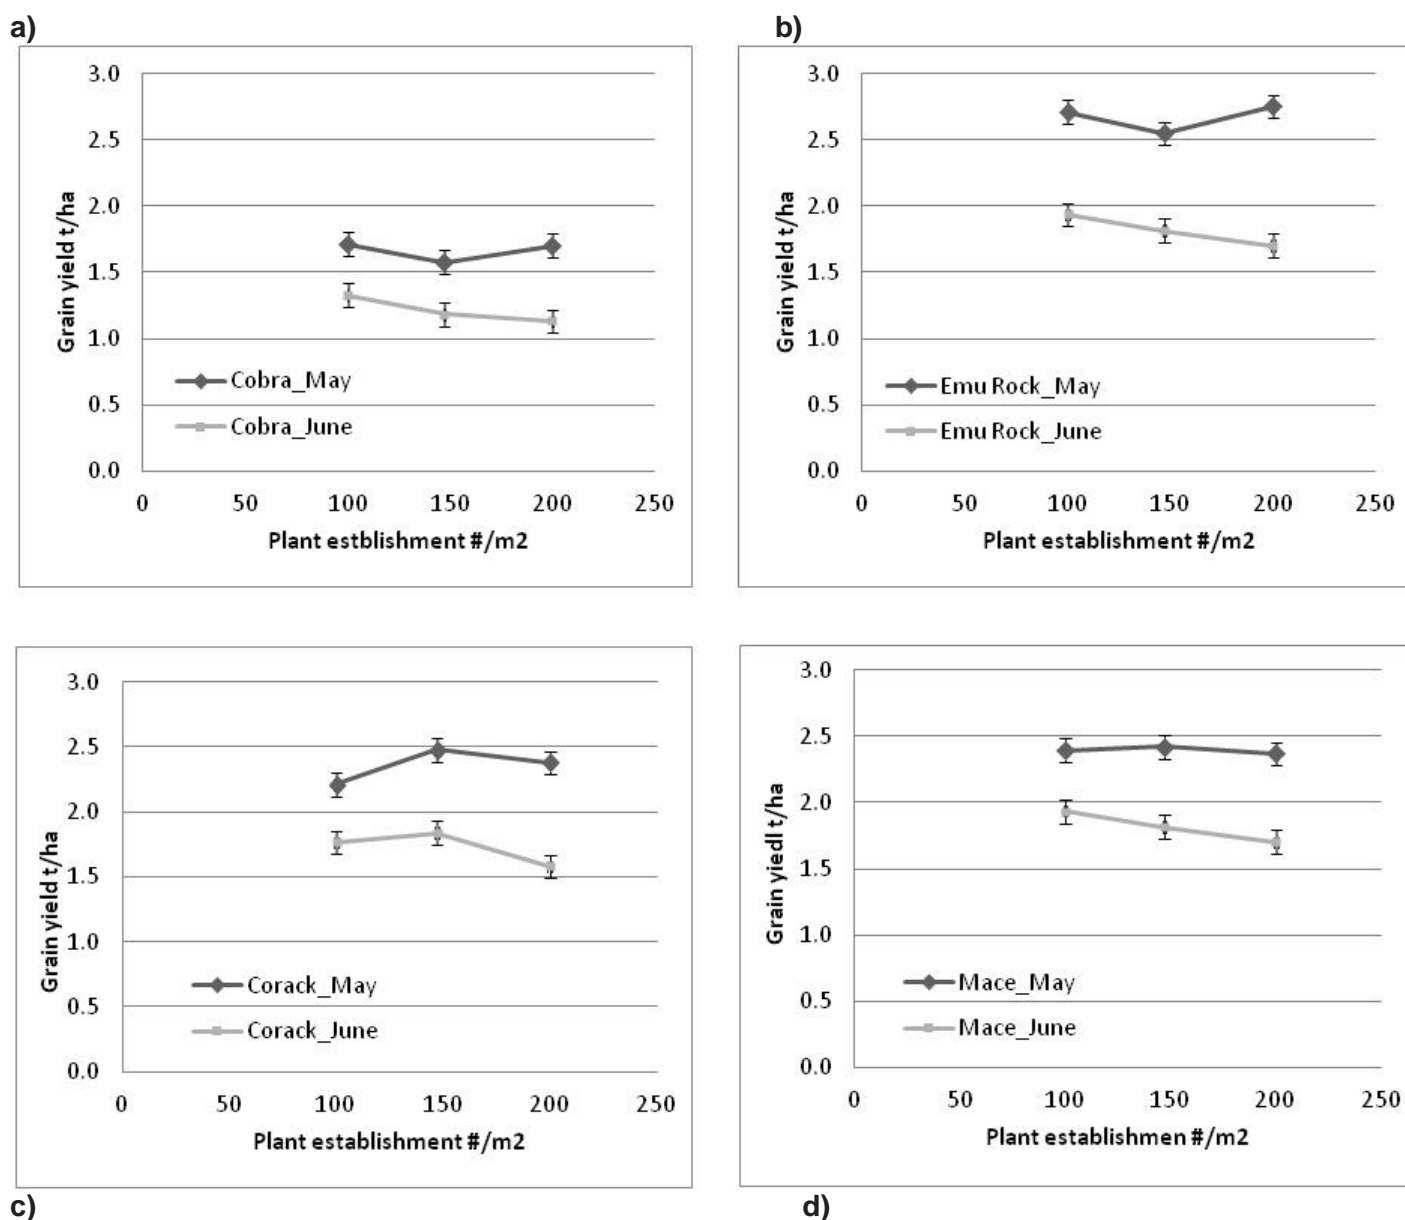 a)
3.0
2.5
2.0
1.5
1.0
0.5
0.0
Grain yield t/ha
Cobra_May
Cobra_June
0 50 100 150 200 250
Plant estblishment #/m2
b)
3.0
2.5
2.0
1.5
1.0
0.5
0.0
Grain yield t/ha
Emu Rock_May
Emu Rock_June
0 50 100 150 200 250
Plant establishment #/m2
3.0
2.5
2.0
1.5
1.0
0.5
0.0
Grain yield t/ha
Corack_May
Corack_June
0 50 100 150 200 250
Plant establishment #/m2
c)
3.0
2.5
2.0
1.5
1.0
0.5
0.0
Grain yiedl t/ha
Mace_May
Mace_June
0 50 100 150 200 250
Plant establishmen #/m2
d)